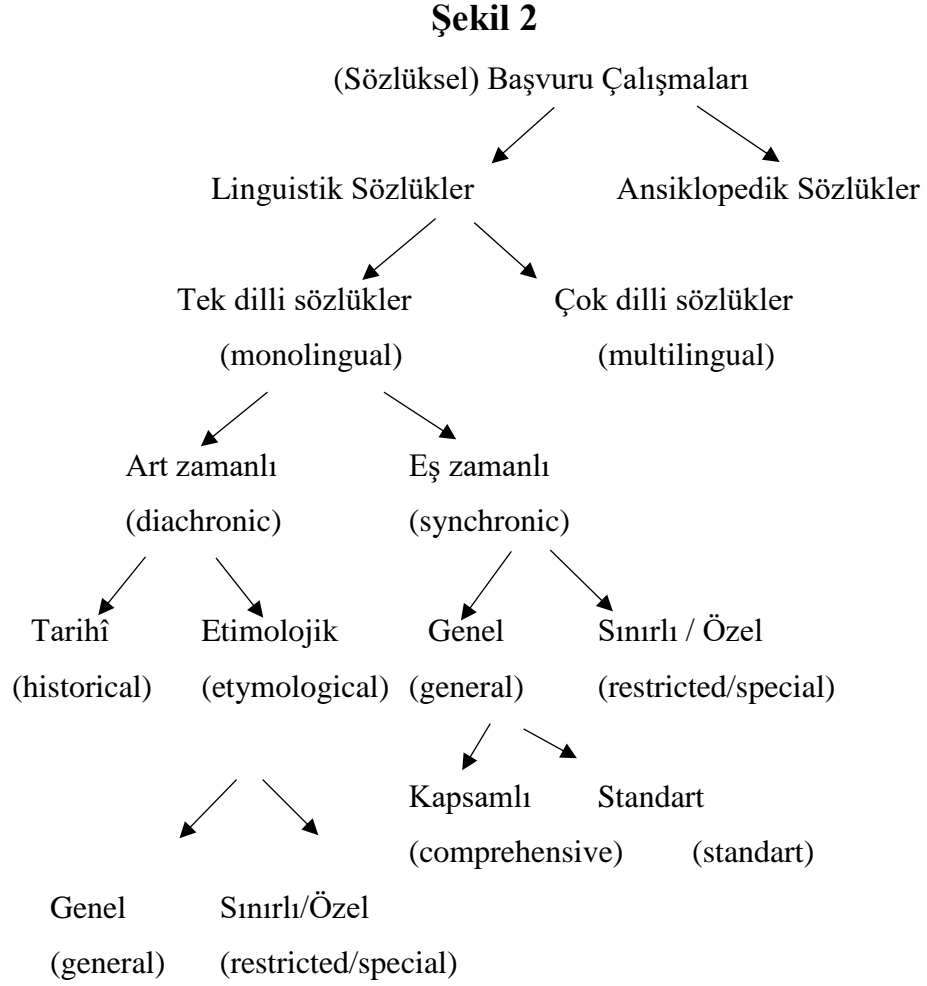 Şekil 2
(Sözlüksel) Başvuru Çalışmaları
Linguistik Sözlükler Ansiklopedik Sözlükler
Tek dilli sözlükler Çok dilli sözlükler
(monolingual) (multilingual)
Art zamanlı Eş zamanlı
(diachronic) (synchronic)
Tarihî Etimolojik Genel Sınırlı / Özel
(historical) (etymological) (general) (restricted/special)
Kapsamlı Standart
(comprehensive) (standart)
Genel Sınırlı/Özel
(general) (restricted/special)